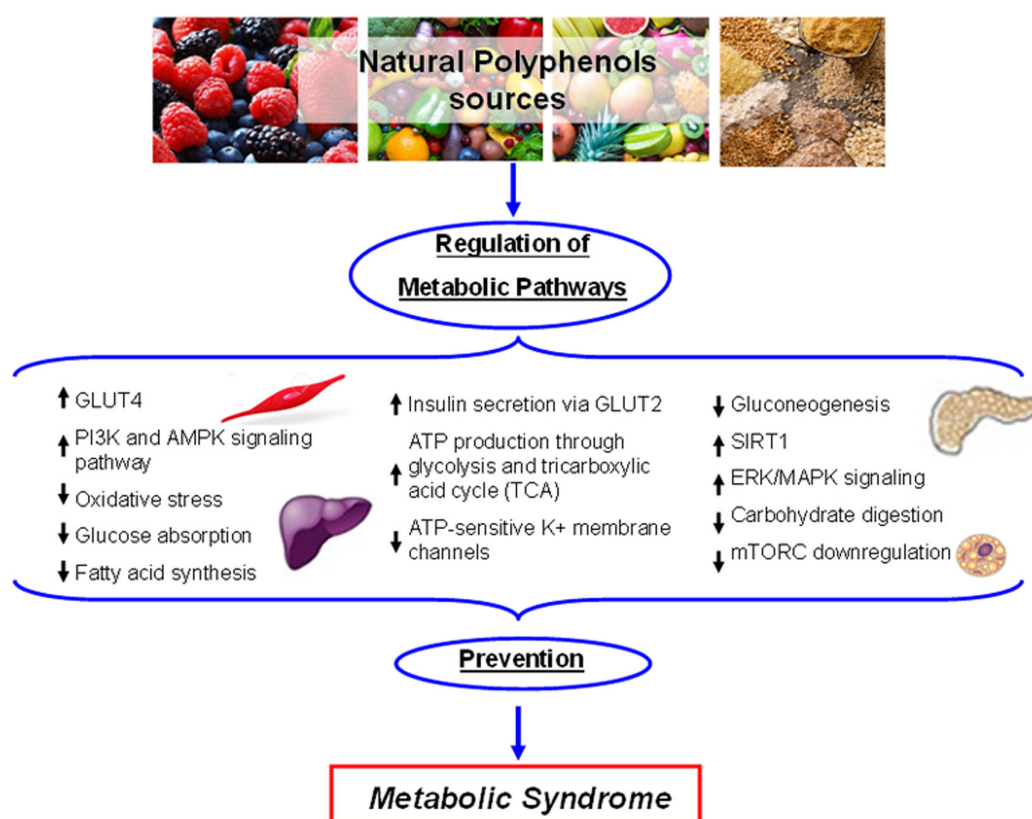 Natural Polyphenols
sources
Regulation of
Metabolic Pathways
GLUT4
PI3K and AMPK signaling
pathway
Oxidative stress
Glucose absorption
Fatty acid synthesis
Insulin secretion via GLUT2
ATP production through
glycolysis and tricarboxylic
acid cycle (TCA)
ATP-sensitive K+ membrane
channels
Gluconeogenesis
SIRT1
ERK/MAPK signaling
Carbohydrate digestion
mTORC downregulation
Prevention
Metabolic Syndrome